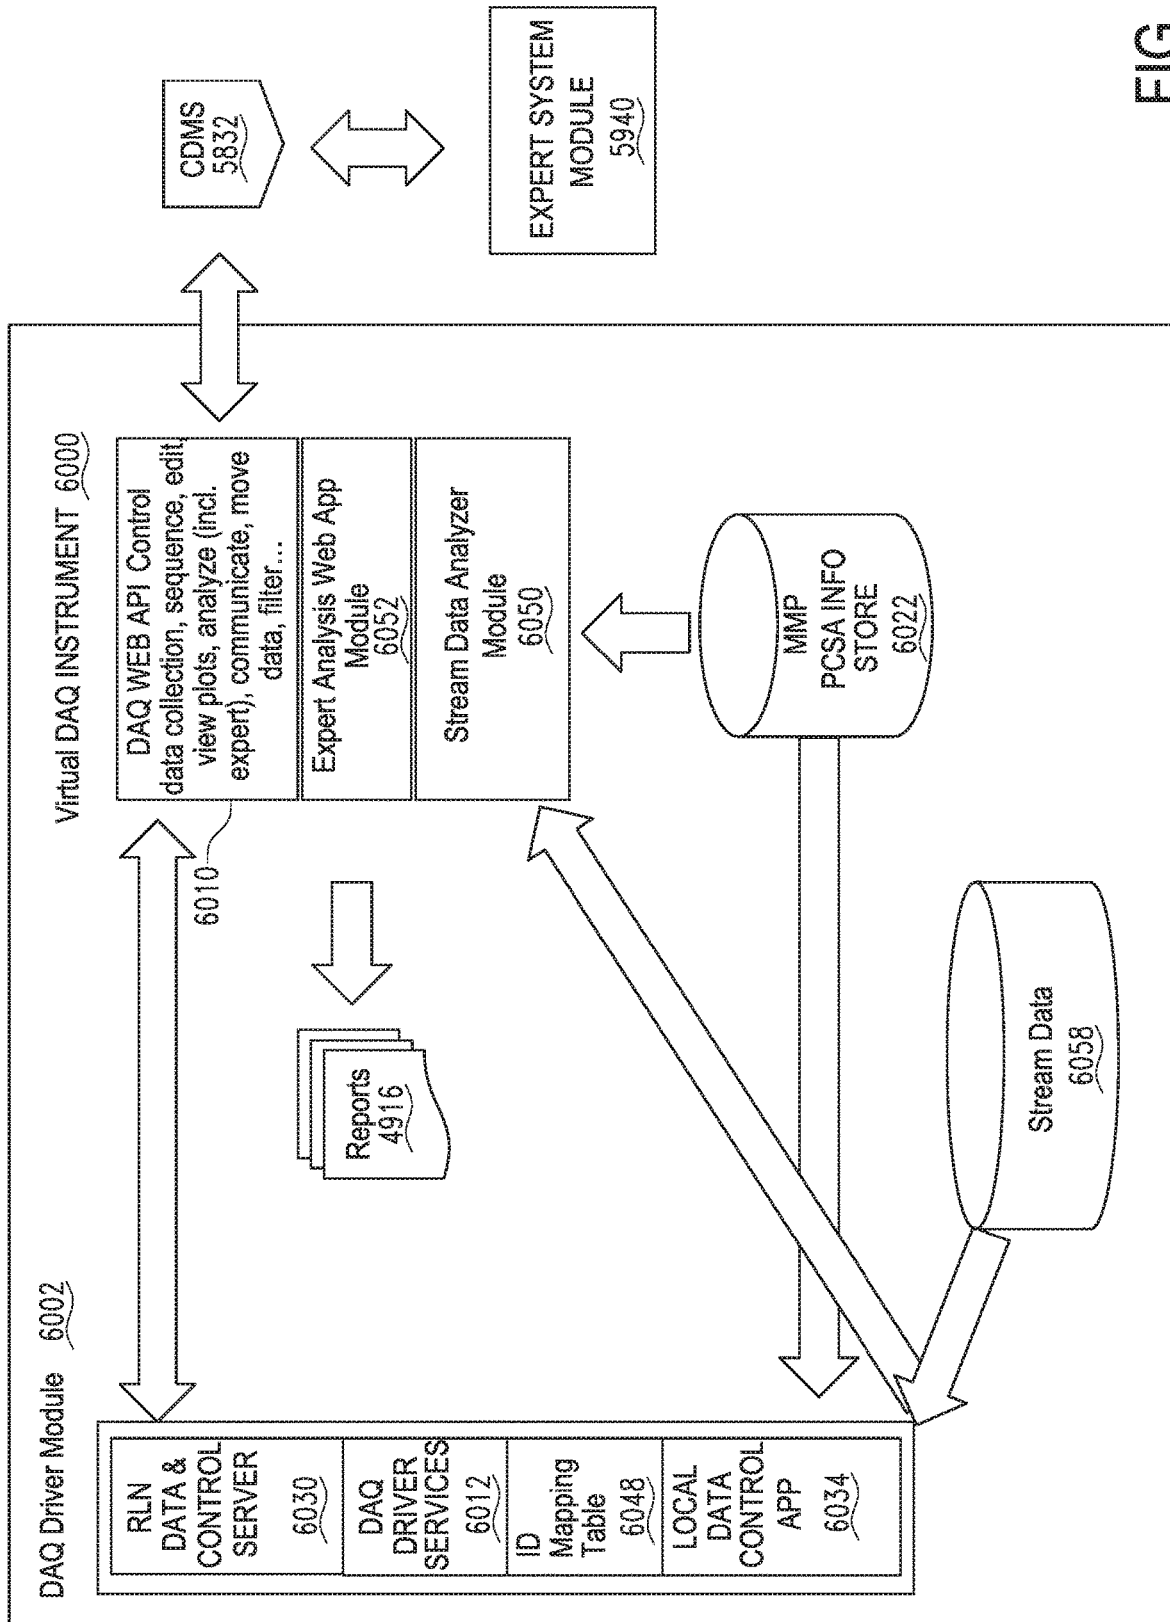 DAQ Driver Module 6002
RLN
DATA &
CONTROL
SERVER
6030
DAQ
DRIVER
SERVICES
6012
ID
Mapping
Table
6048
LOCAL
DATA
CONTROL
APP
6034
Virtual DAQ INSTRUMENT 6000
DAQ WEB API Control
data collection, sequence, edit,
view plots, analyze (incl.
expert), communicate, move
data, filter...
6010
Expert Analysis Web App
Module
6052
Stream Data Analyzer
Module
6050
Reports
4916
MMP
PCSA INFO
STORE
6022
Stream Data
6058
CDMS
5832
EXPERT SYSTEM
MODULE
5940
FIG